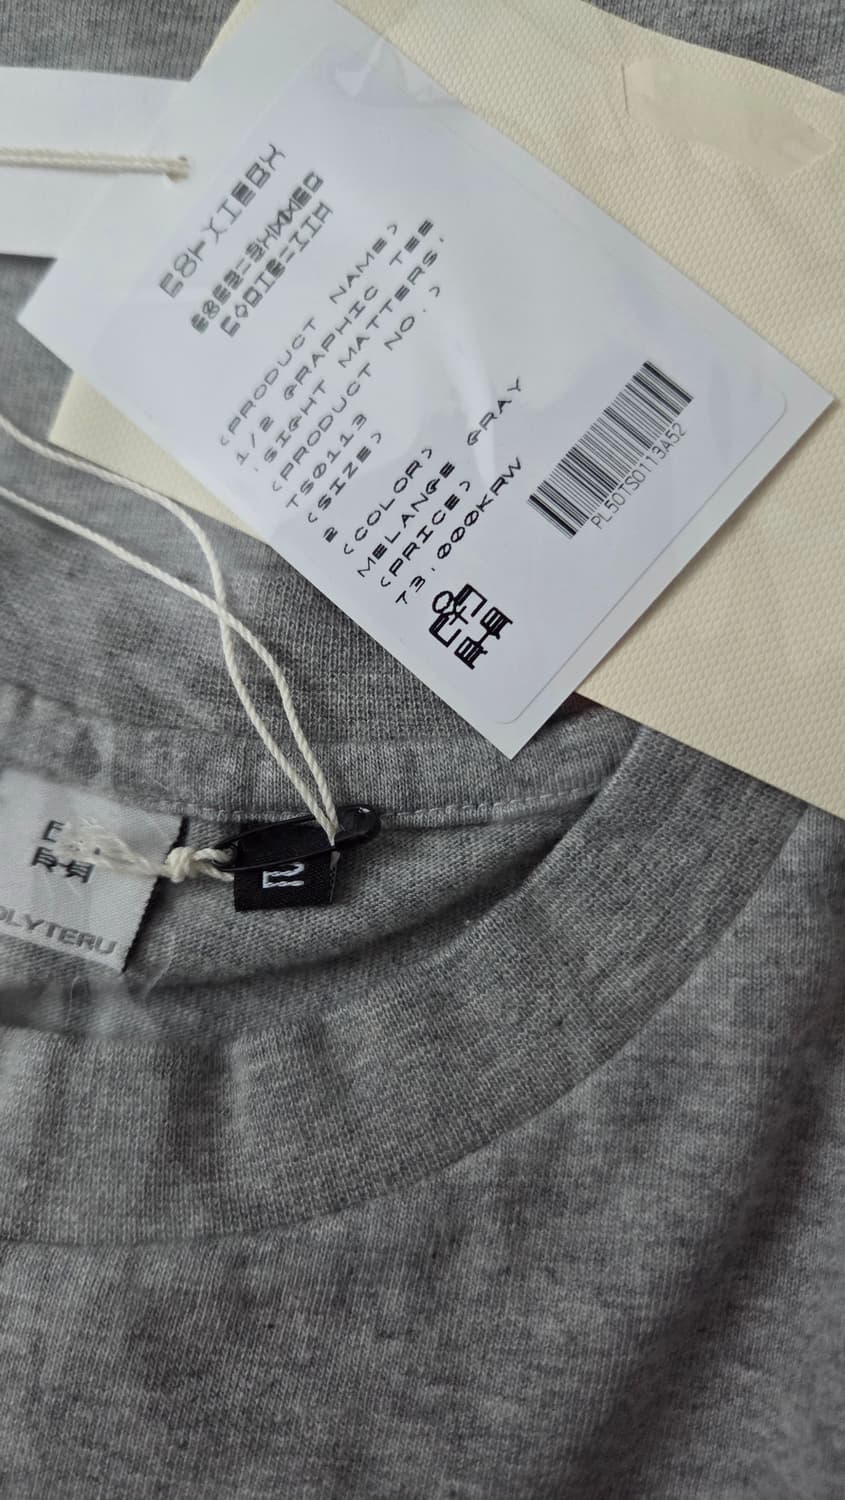 <PRODUCT NAME>
1/2 GRAPHIC TEE
.SIGHT MATTERS.
<PRODUCT NO.>
TS0113
<SIZE>
2
<COLOR>
MELANGE GRAY
<PRICE>
73.000KRW
PL50TS0113A52
OLYTERU
2